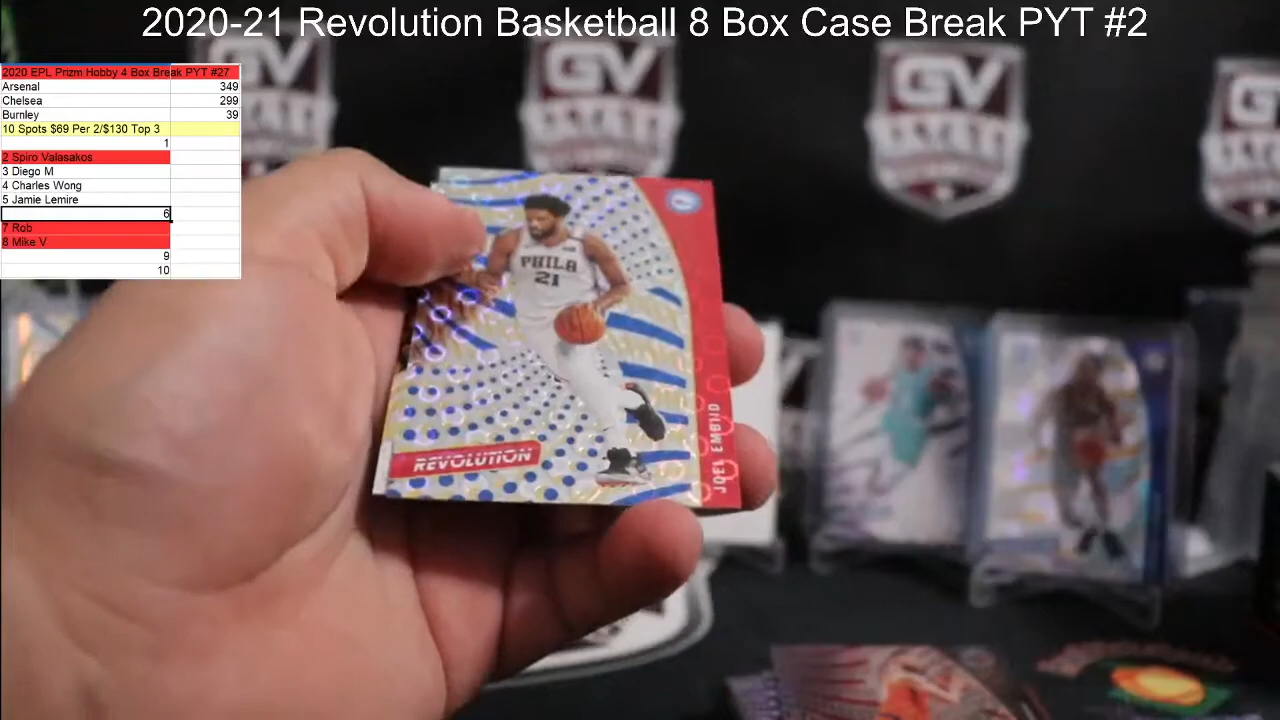 2020-21 Revolution Basketball 8 Box Case Break PYT #2
2020 EPL Prizm Hobby 4 Box Break PYT #27
Arsenal 349
Chelsea 299
Burnley 39
10 Spots $69 Per 2/$130 Top 3
1
2 Spiro Valasakos
3 Diego M
4 Charles Wong
5 Jamie Lemire
6
7 Rob
8 Mike V
9
10
GV
GV
GV
PHILA
21
REVOLUTION
JOEL EMBIID